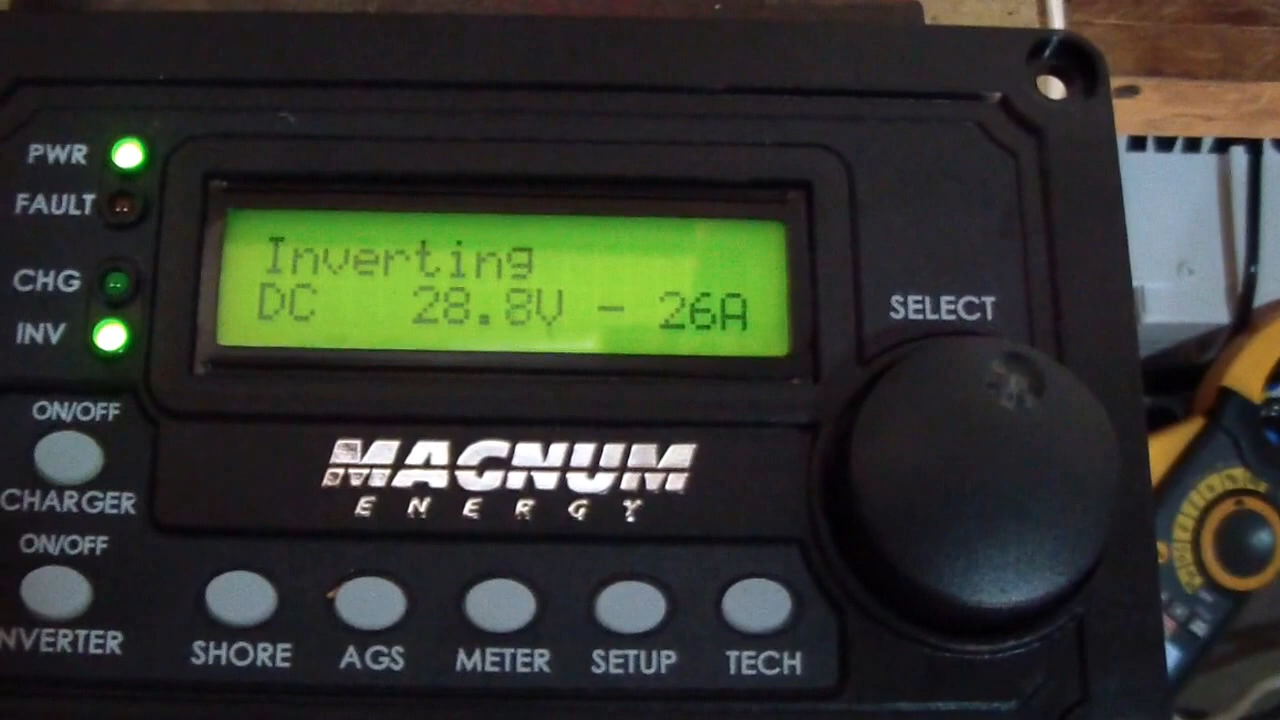 PWR
FAULT
CHG
INV
Inverting
DC 28.8V - 26A
SELECT
ON/OFF
CHARGER
ON/OFF
NVERTER
MAGNUM
ENERGY
SHORE
AGS
METER
SETUP
TECH